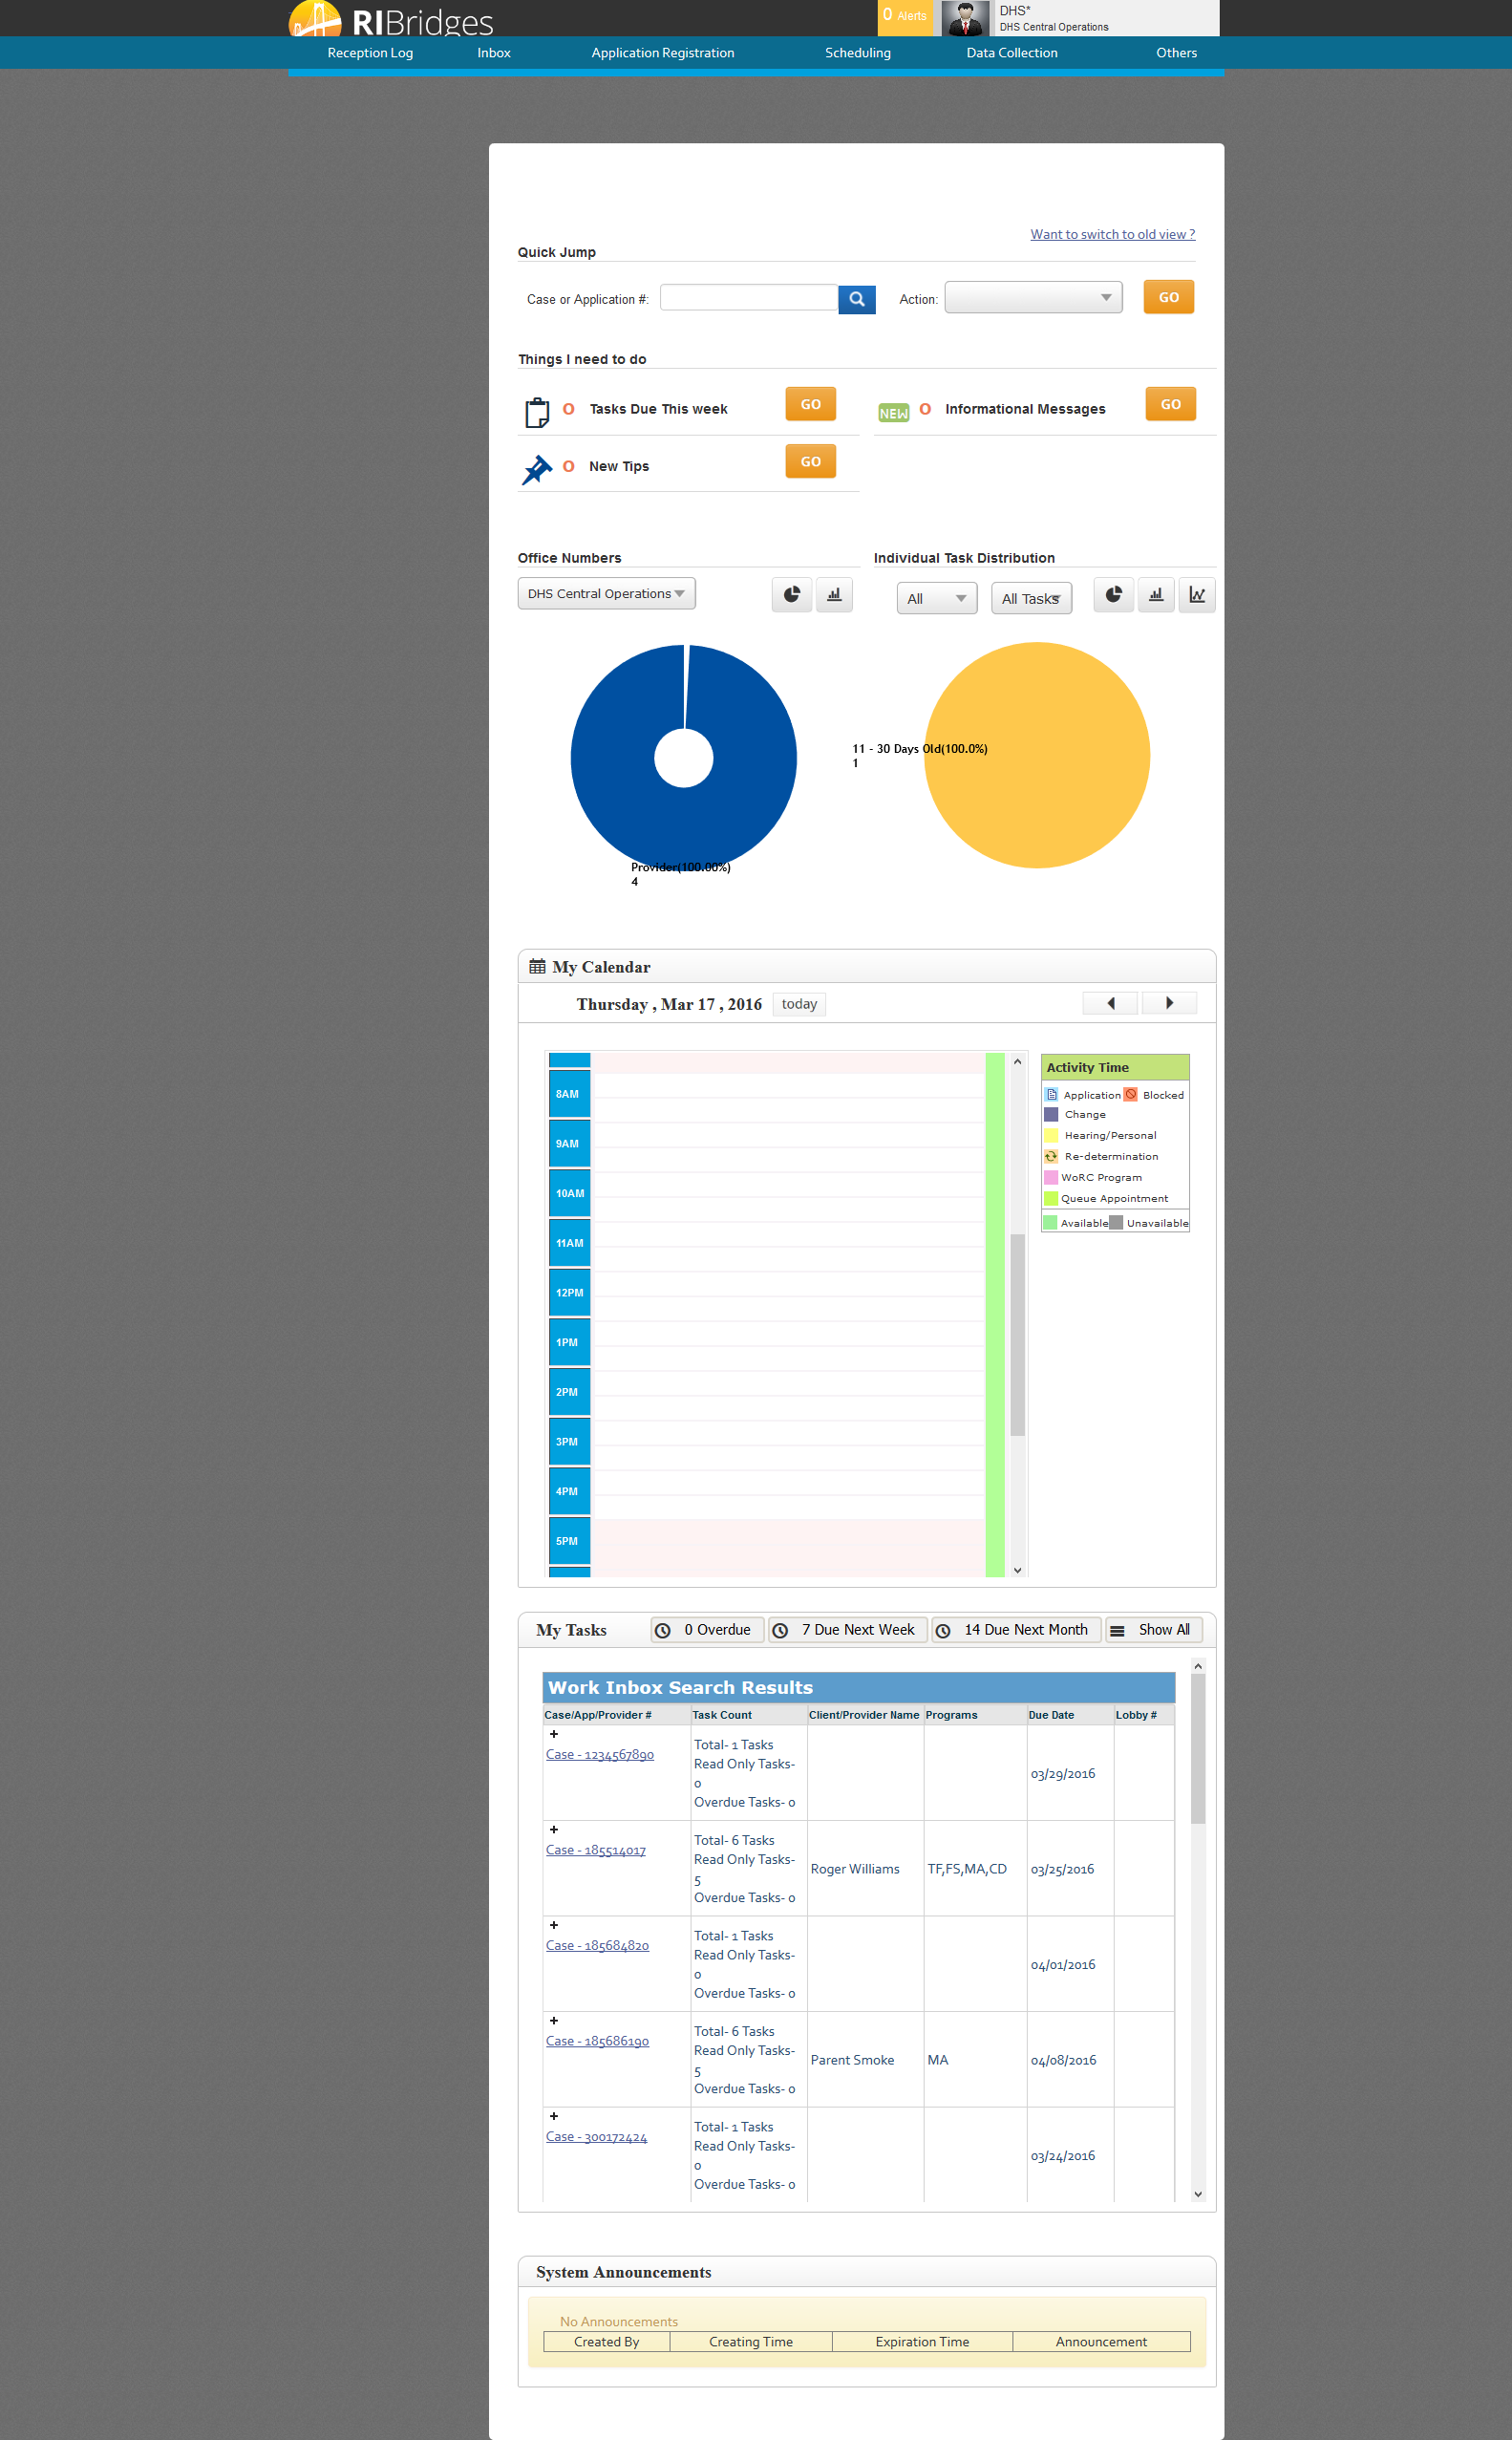 RIBridges
0 Alerts
DHS*
DHS Central Operations
Reception Log Inbox Application Registration Scheduling Data Collection Others
Want to switch to old view ?
Quick Jump
Case or Application #: Action: GO
Things I need to do
0 Tasks Due This week GO
NEW 0 Informational Messages GO
0 New Tips GO
Office Numbers
DHS Central Operations
Individual Task Distribution
All All Tasks
Provider(100.00%)
4
11 - 30 Days Old(100.0%)
1
My Calendar
Thursday , Mar 17 , 2016 today
8AM
9AM
10AM
11AM
12PM
1PM
2PM
3PM
4PM
5PM
Activity Time
Application Blocked
Change
Hearing/Personal
Re-determination
WoRC Program
Queue Appointment
Available Unavailable
My Tasks 0 Overdue 7 Due Next Week 14 Due Next Month Show All
Work Inbox Search Results
Case/App/Provider # Task Count Client/Provider Name Programs Due Date Lobby #
+
Case - 1234567890
Total- 1 Tasks
Read Only Tasks-
0
Overdue Tasks- 0
03/29/2016
+
Case - 185514017
Total- 6 Tasks
Read Only Tasks-
5
Overdue Tasks- 0
Roger Williams
TF,FS,MA,CD
03/25/2016
+
Case - 185684820
Total- 1 Tasks
Read Only Tasks-
0
Overdue Tasks- 0
04/01/2016
+
Case - 185686190
Total- 6 Tasks
Read Only Tasks-
5
Overdue Tasks- 0
Parent Smoke
MA
04/08/2016
+
Case - 300172424
Total- 1 Tasks
Read Only Tasks-
0
Overdue Tasks- 0
03/24/2016
System Announcements
No Announcements
Created By Creating Time Expiration Time Announcement